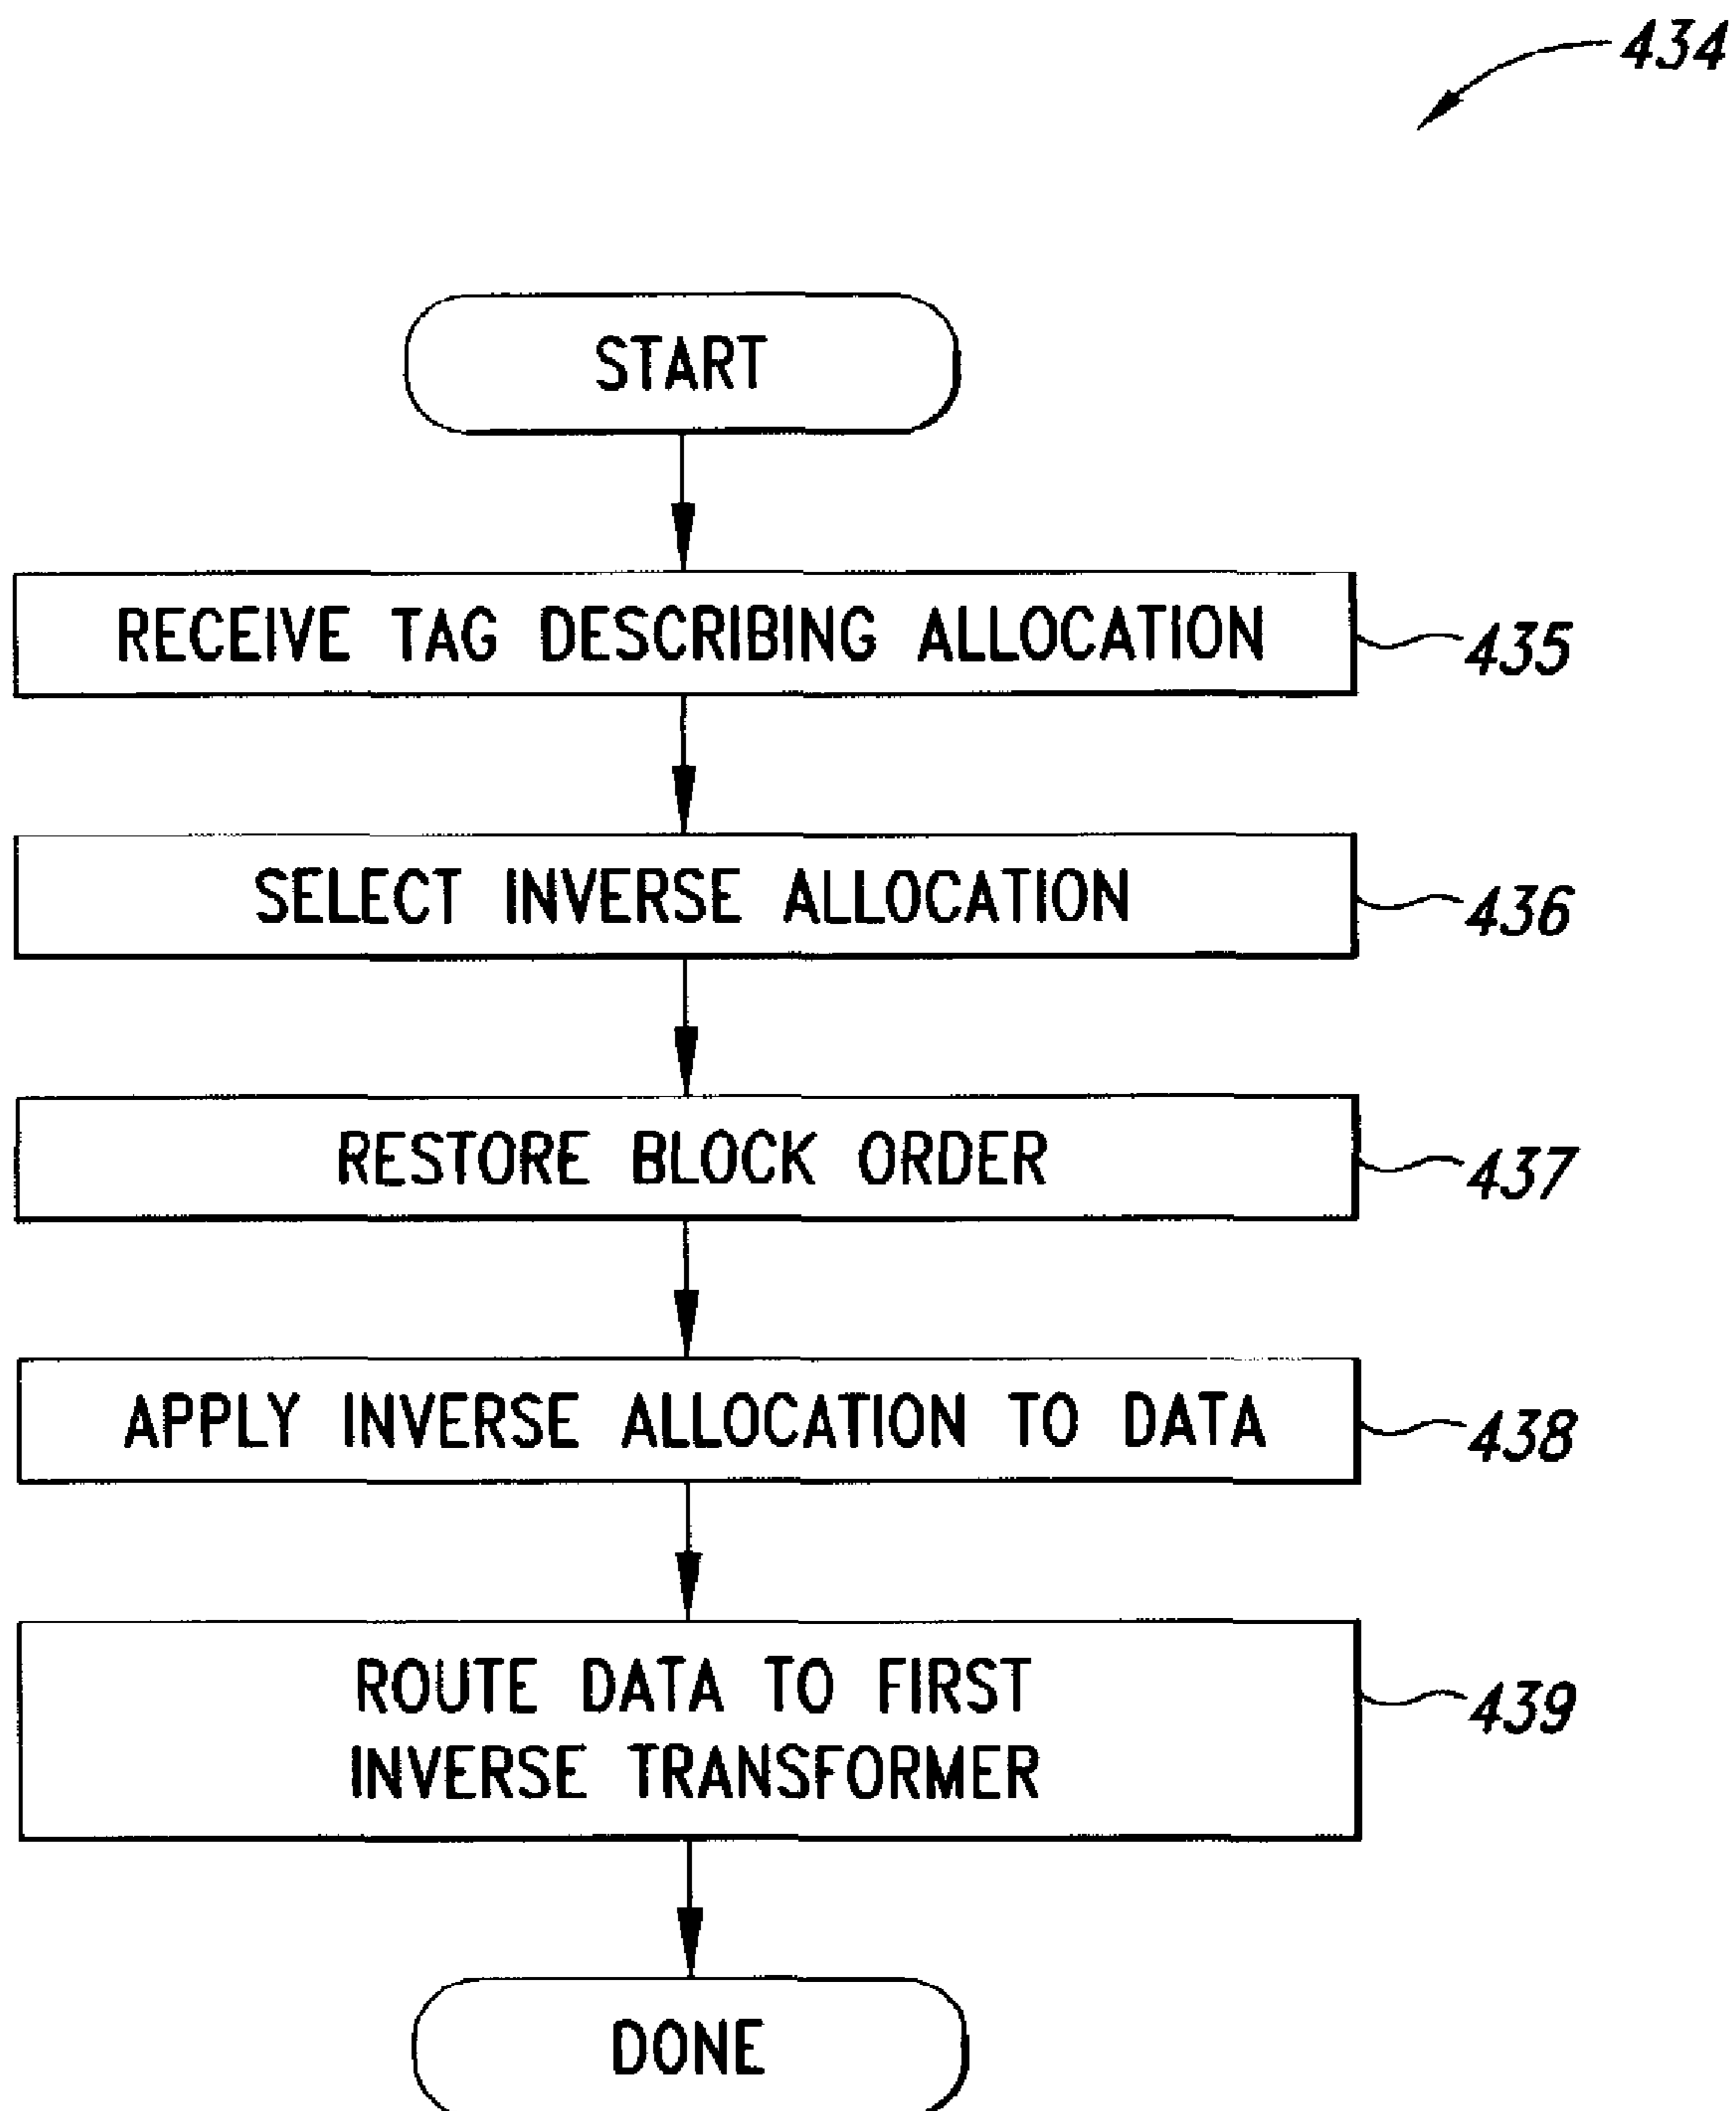 434
START
RECEIVE TAG DESCRIBING ALLOCATION
435
SELECT INVERSE ALLOCATION
436
RESTORE BLOCK ORDER
437
APPLY INVERSE ALLOCATION TO DATA
438
ROUTE DATA TO FIRST
INVERSE TRANSFORMER
439
DONE